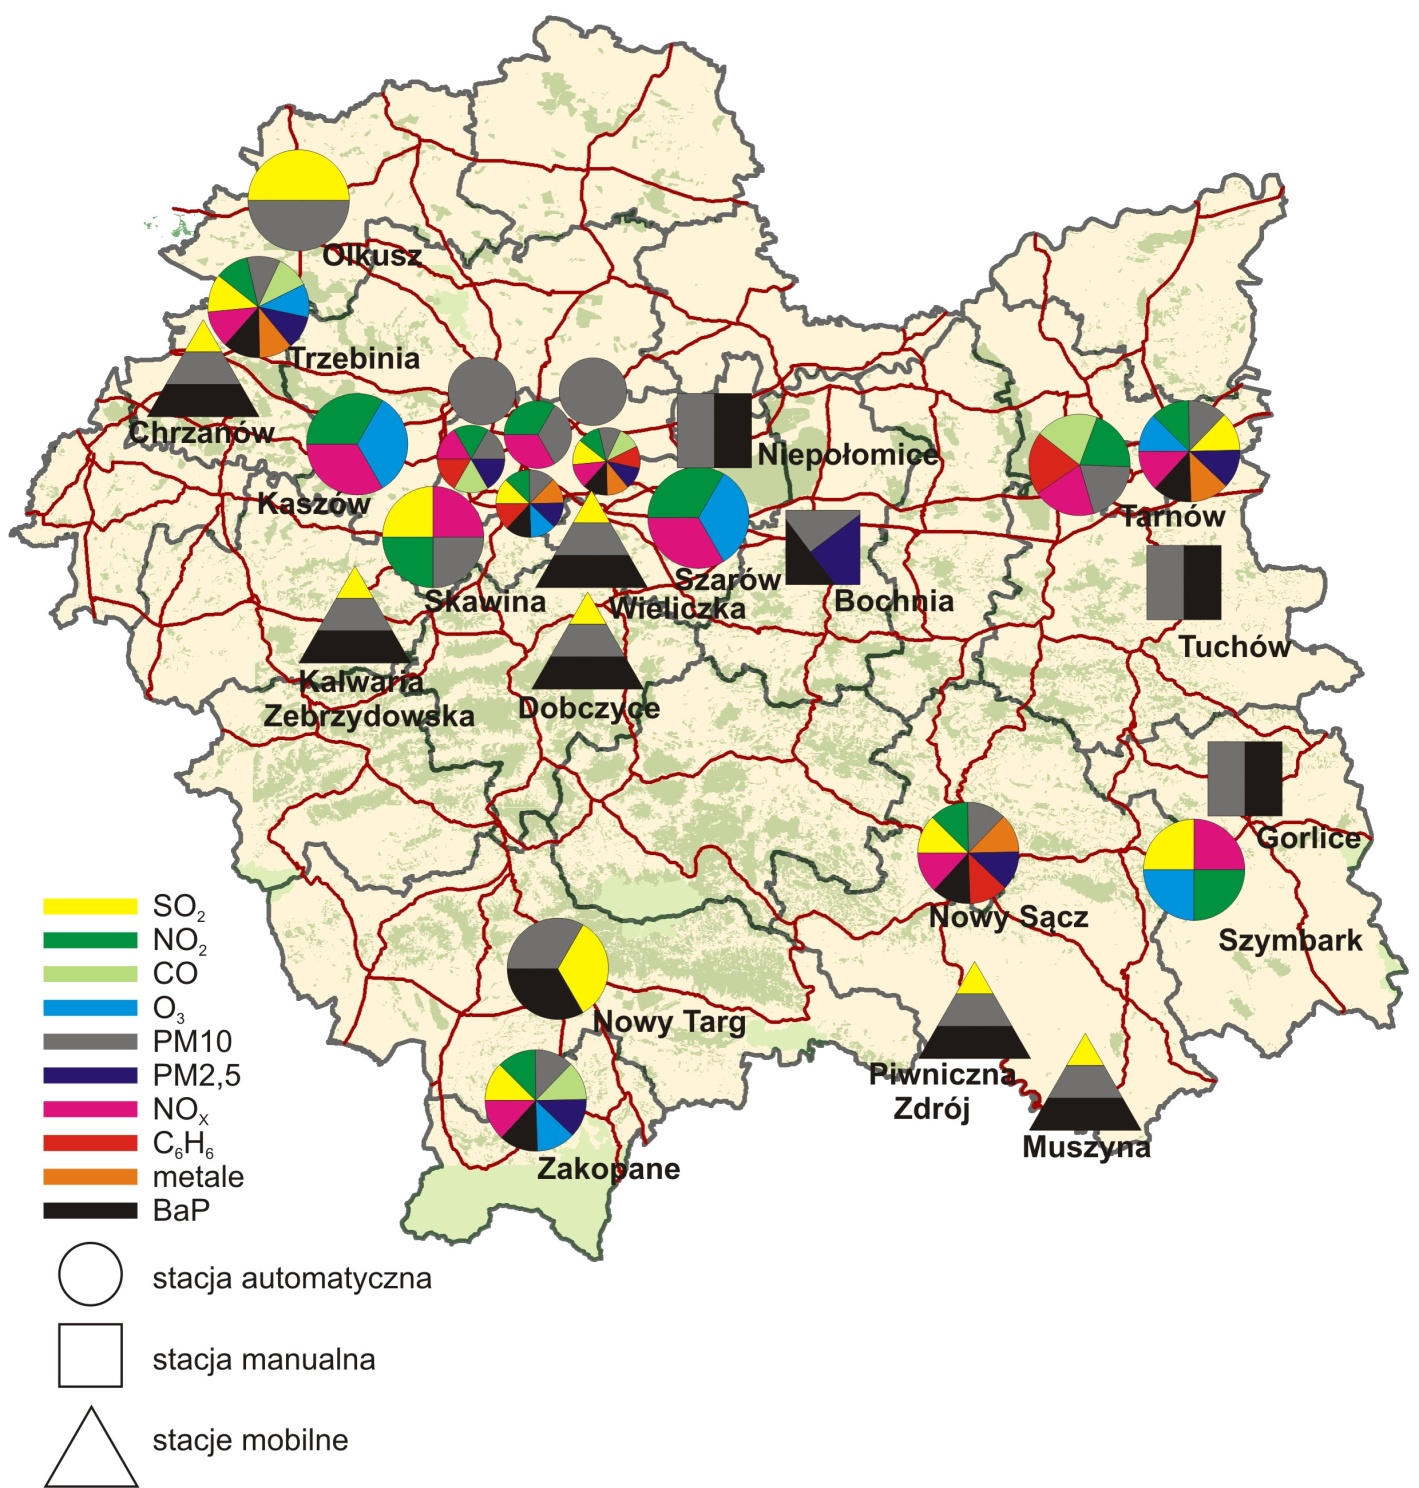 Olkusz
Trzebinia
Chrzanów
Niepołomice
Kaszów
Tarnów
Szarów
Skawina
Wieliczka
Bochnia
Tuchów
Kalwaria
Zebrzydowska
Dobczyce
Gorlice
Nowy Sącz
Szymbark
Nowy Targ
Piwniczna
Zdrój
Muszyna
Zakopane
SO₂
NO₂
CO
O₃
PM10
PM2,5
NOₓ
C₆H₆
metale
BaP
stacja automatyczna
stacja manualna
stacje mobilne